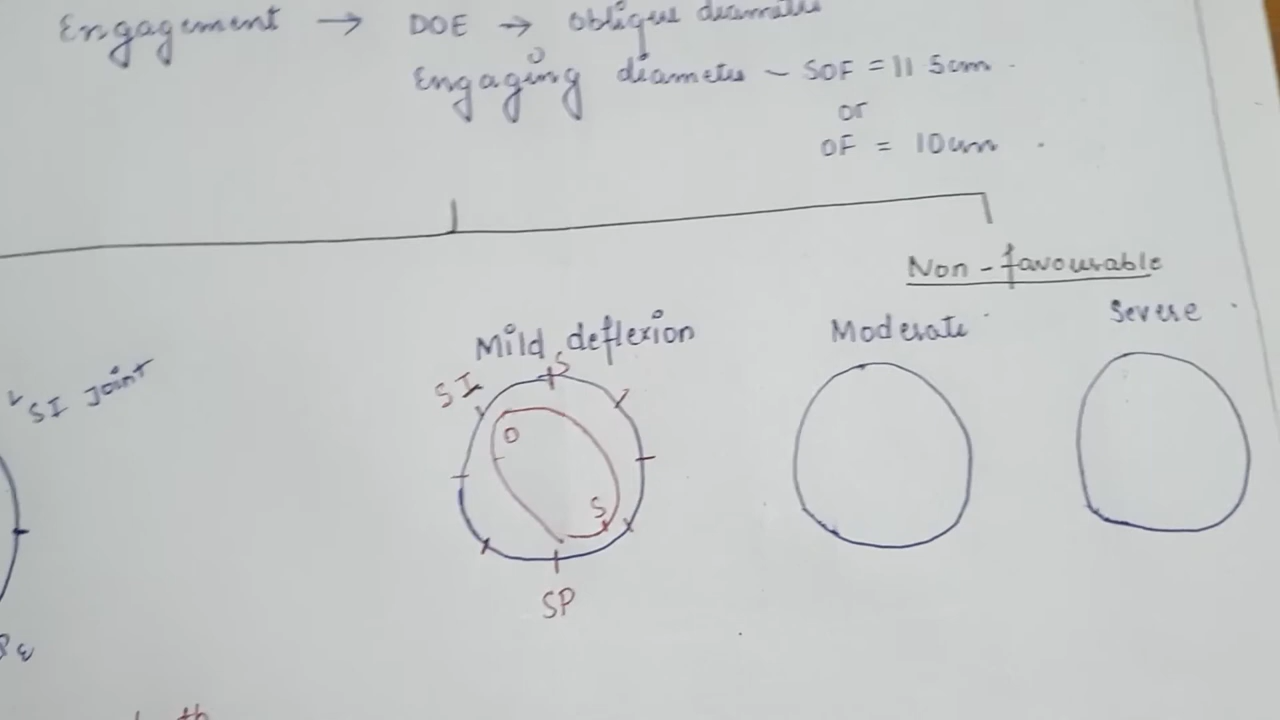 Engagement → DOE → oblique diameter
Engaging diameter - SOF = 11 5cm
or
OF = 10cm
Non-favourable
Mild deflexion
Moderate
Severe
SI Joint
SI
S
O
S
SP
th